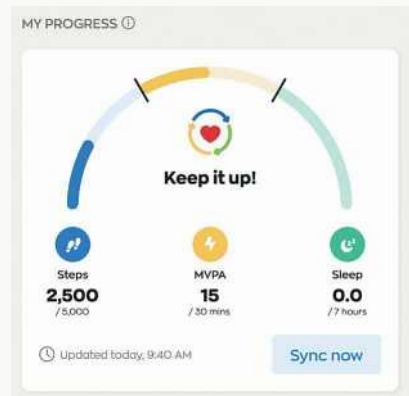 MY PROGRESS
Keep it up!
Steps
2,500
/ 5,000
MVPA
15
/ 30 mins
Sleep
0.0
/ 7 hours
Updated today, 9:40 AM
Sync now